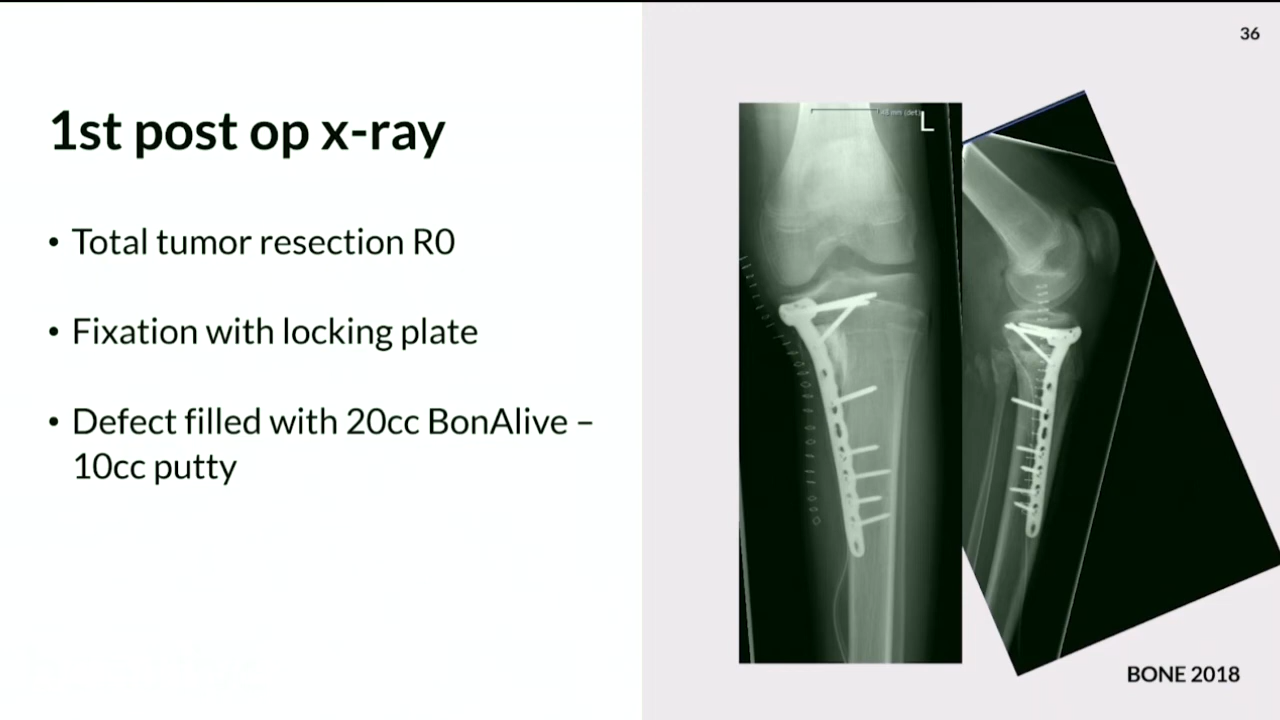 36
1st post op x-ray
• Total tumor resection R0
• Fixation with locking plate
• Defect filled with 20cc BonAlive –
10cc putty
L
BONE 2018